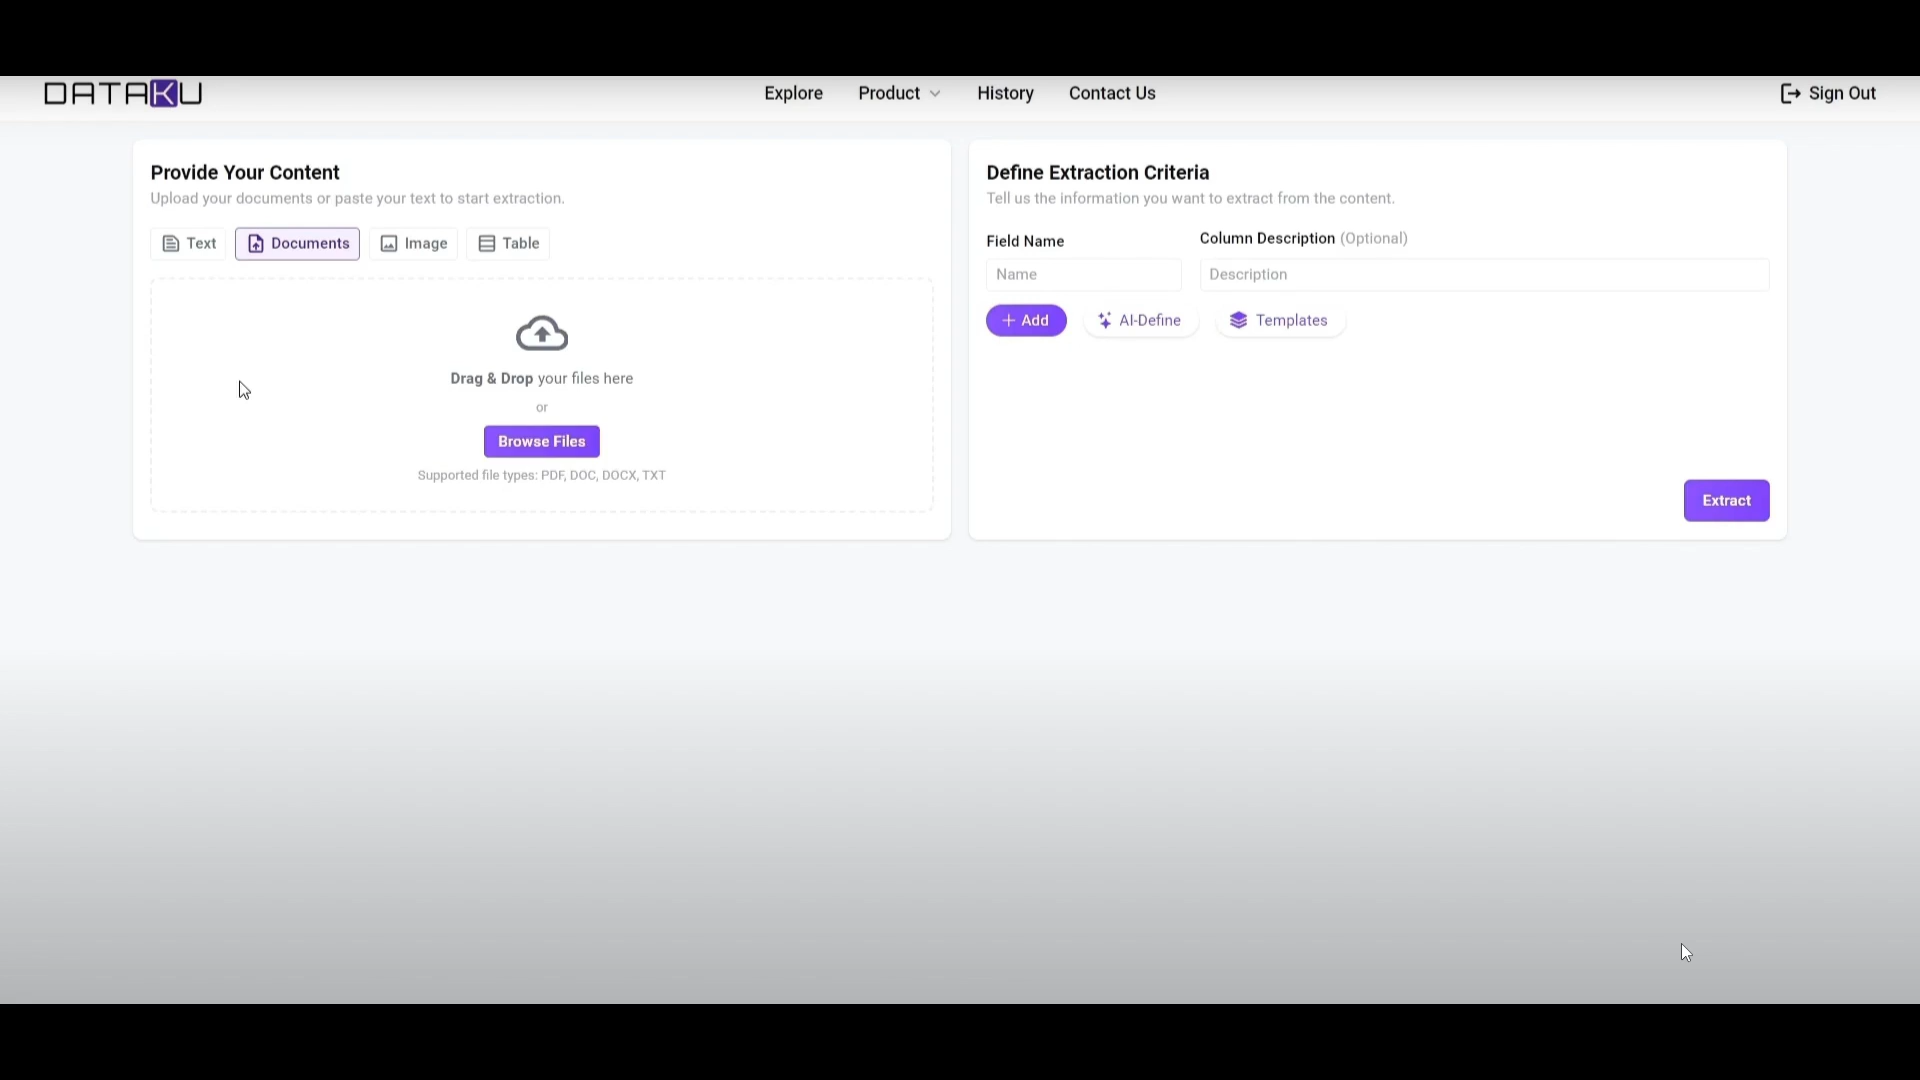 DATAKU
Explore Product History Contact Us
Sign Out
Provide Your Content
Upload your documents or paste your text to start extraction.
Text Documents Image Table
Drag & Drop your files here
or
Browse Files
Supported file types: PDF, DOC, DOCX, TXT
Define Extraction Criteria
Tell us the information you want to extract from the content.
Field Name Column Description (Optional)
Name Description
+ Add AI-Define Templates
Extract